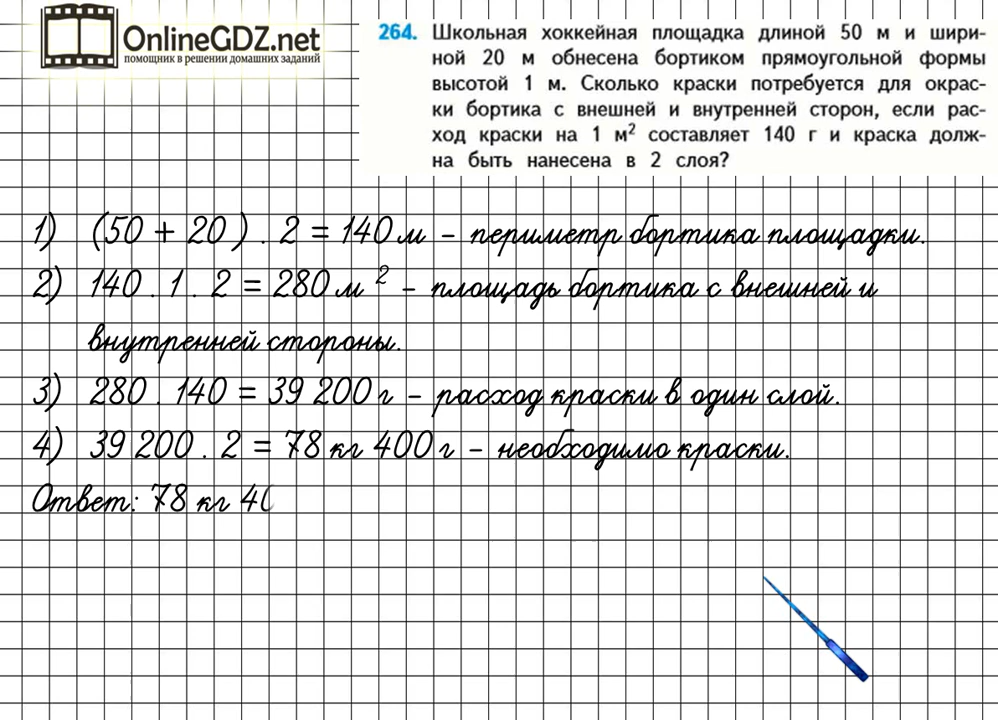 OnlineGDZ.net
помощник в решении домашних заданий
264. Школьная хоккейная площадка длиной 50 м и шири-
ной 20 м обнесена бортиком прямоугольной формы
высотой 1 м. Сколько краски потребуется для окрас-
ки бортика с внешней и внутренней сторон, если рас-
ход краски на 1 м² составляет 140 г и краска долж-
на быть нанесена в 2 слоя?
1) (50 + 20) . 2 = 140 м – периметр бортика площадки.
2) 140 . 1 . 2 = 280 м² – площадь бортика с внешней и
внутренней стороны.
3) 280 . 140 = 39 200 г – расход краски в один слой.
4) 39 200 . 2 = 78 кг 400 г – необходимо краски.
Ответ: 78 кг 40